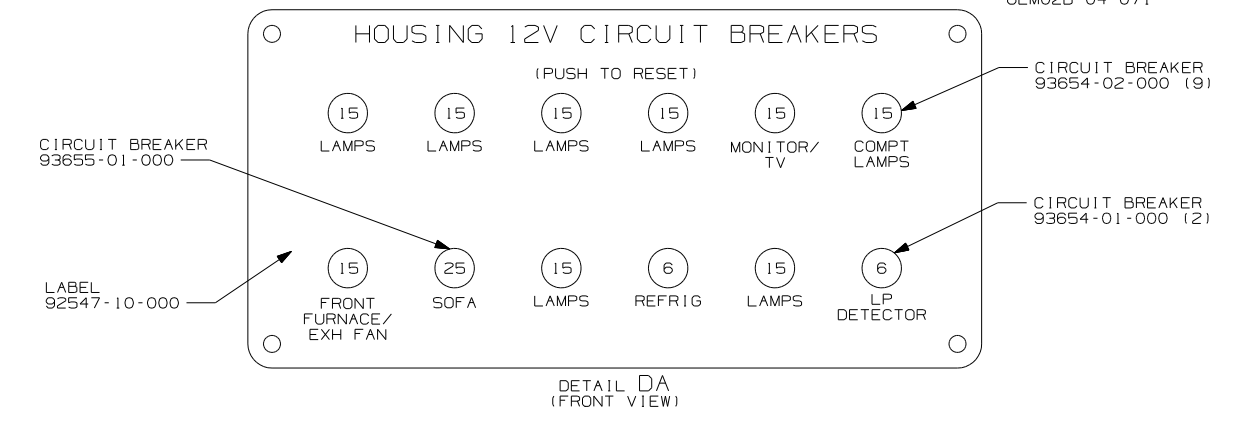 HOUSING 12V CIRCUIT BREAKERS
(PUSH TO RESET)
CIRCUIT BREAKER
93654-02-000 (9)
15 15 15 15 15 15
LAMPS LAMPS LAMPS LAMPS MONITOR/ COMPT
TV LAMPS
CIRCUIT BREAKER
93655-01-000
CIRCUIT BREAKER
93654-01-000 (2)
15 25 15 6 15 6
LABEL
92547-10-000
FRONT SOFA LAMPS REFRIG LAMPS LP
FURNACE/ DETECTOR
EXH FAN
DETAIL DA
(FRONT VIEW)